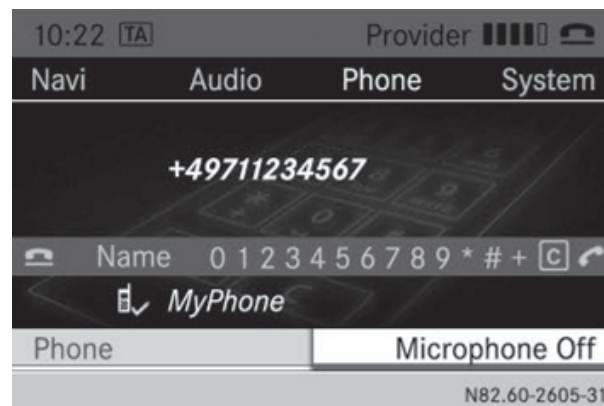 10:22 TA Provider
Navi Audio Phone System
+49711234567
Name 0 1 2 3 4 5 6 7 8 9 * # + C
MyPhone
Phone Microphone Off
N82.60-2605-31